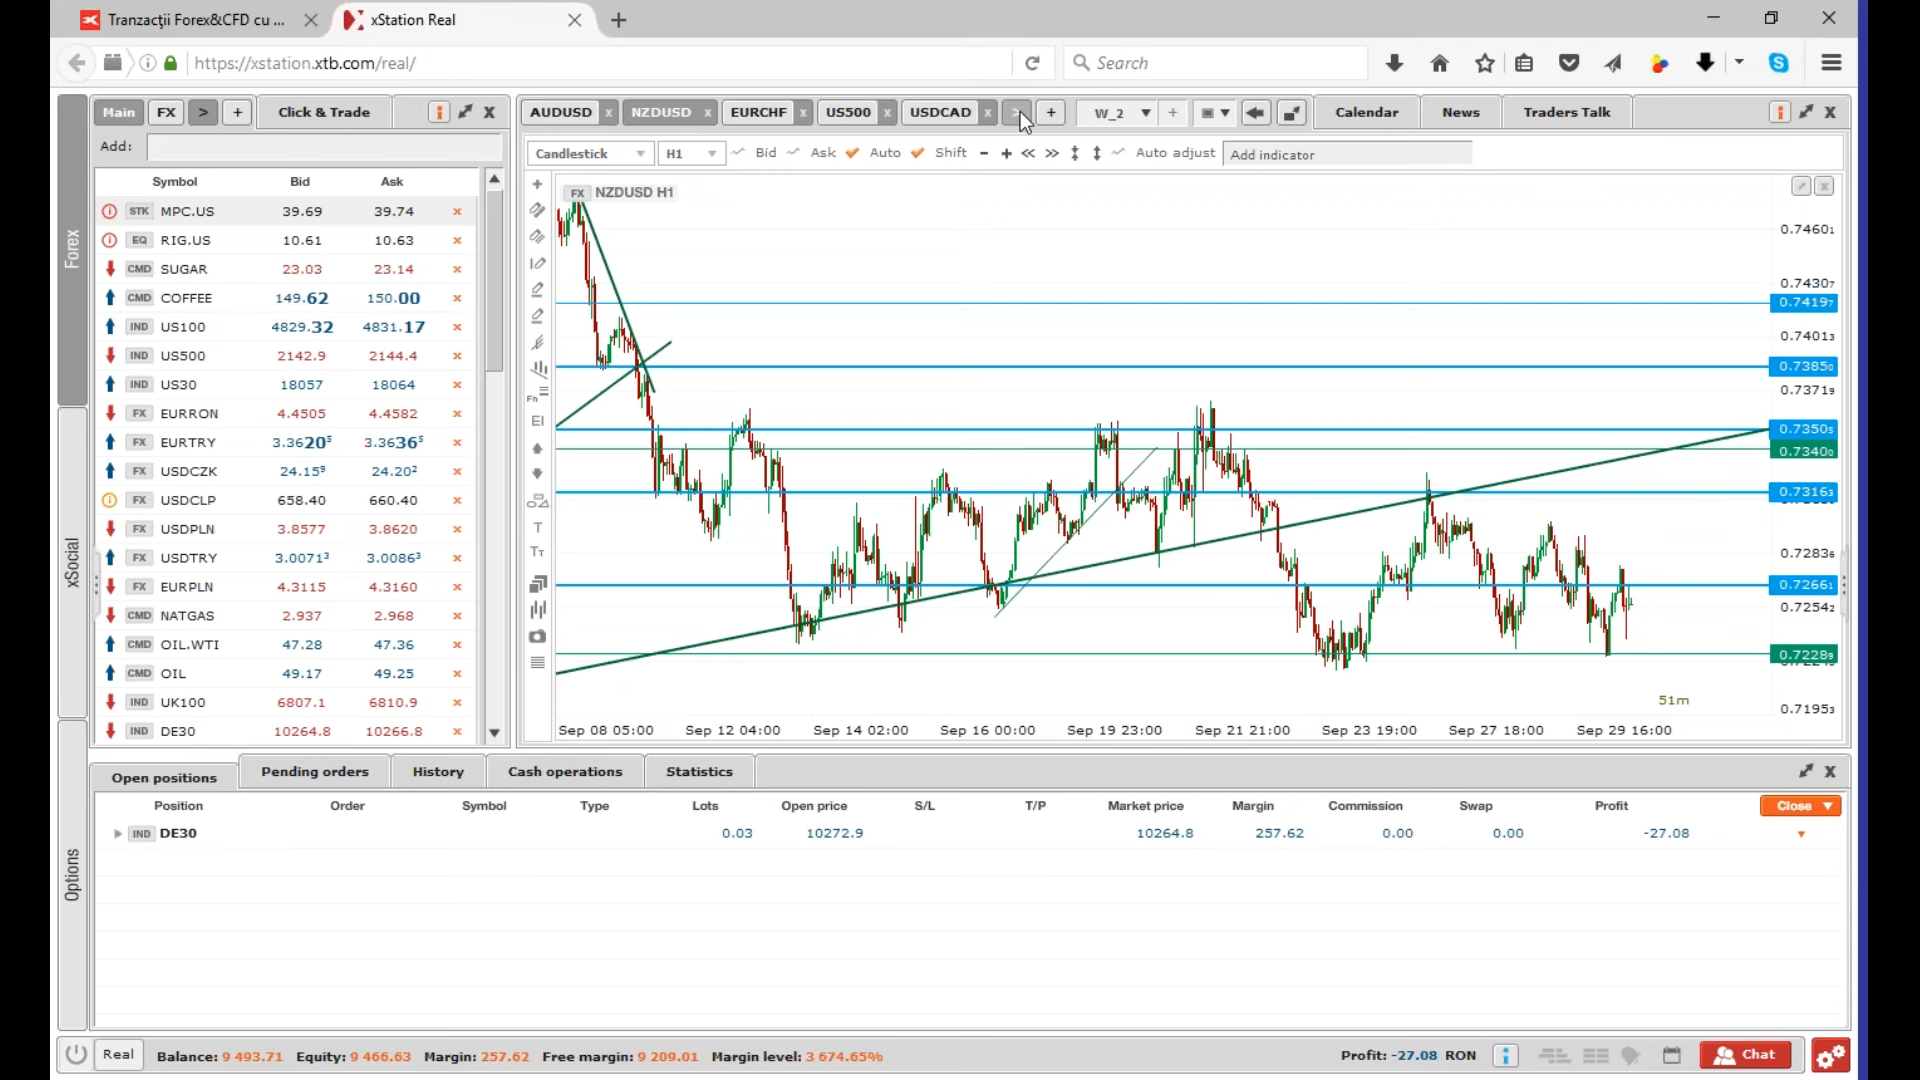 Tranzacții Forex&CFD cu ...
xStation Real
https://xstation.xtb.com/real/
Search
Main FX > + Click & Trade
AUDUSD x NZDUSD x EURCHF x US500 x USDCAD x + W_2 + Calendar News Traders Talk
Add:
Candlestick H1 Bid Ask Auto Shift Auto adjust Add indicator
Symbol Bid Ask
STK MPC.US 39.69 39.74
EQ RIG.US 10.61 10.63
CMD SUGAR 23.03 23.14
CMD COFFEE 149.62 150.00
IND US100 4829.32 4831.17
IND US500 2142.9 2144.4
IND US30 18057 18064
FX EURRON 4.4505 4.4582
FX EURTRY 3.3620⁵ 3.3636⁵
FX USDCZK 24.15⁹ 24.20²
FX USDCLP 658.40 660.40
FX USDPLN 3.8577 3.8620
FX USDTRY 3.0071³ 3.0086³
FX EURPLN 4.3115 4.3160
CMD NATGAS 2.937 2.968
CMD OIL.WTI 47.28 47.36
CMD OIL 49.17 49.25
IND UK100 6807.1 6810.9
IND DE30 10264.8 10266.8
Forex
xSocial
Options
FX NZDUSD H1
Fn
EI
T
TT
0.7460₁
0.7430₇
0.7419₇
0.7401₃
0.7385₀
0.7371₉
0.7350₅
0.7340₀
0.7316₃
0.7283₆
0.7266₁
0.7254₂
0.7228₉
0.7195₃
51m
Sep 08 05:00 Sep 12 04:00 Sep 14 02:00 Sep 16 00:00 Sep 19 23:00 Sep 21 21:00 Sep 23 19:00 Sep 27 18:00 Sep 29 16:00
Open positions Pending orders History Cash operations Statistics
Position Order Symbol Type Lots Open price S/L T/P Market price Margin Commission Swap Profit Close
IND DE30 0.03 10272.9 10264.8 257.62 0.00 0.00 -27.08
Real Balance: 9 493.71 Equity: 9 466.63 Margin: 257.62 Free margin: 9 209.01 Margin level: 3 674.65% Profit: -27.08 RON Chat